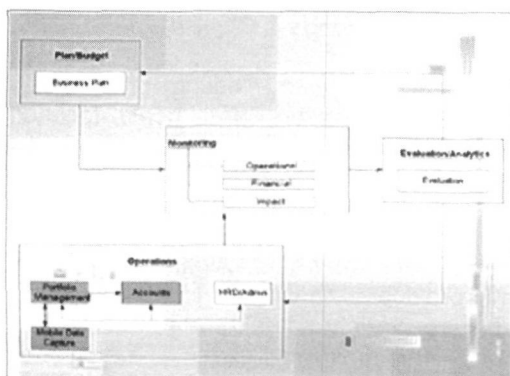 Plan/Budget
Business Plan
Monitoring
Operational
Financial
Impact
Evaluation/Analytics
Evaluation
Operations
Portfolio
Management
Accounts
HRD/Admin
Mobile Data
Capture